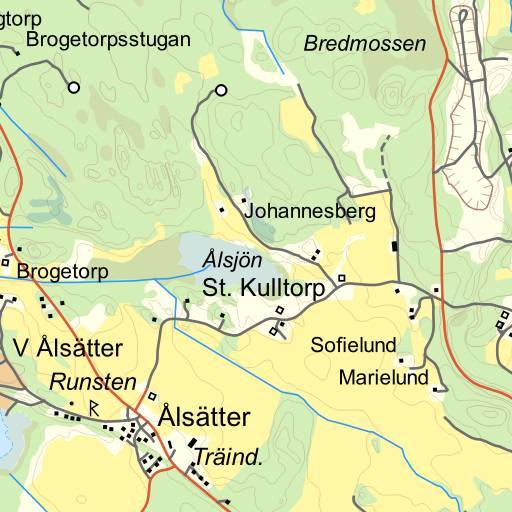 gtorp
Brogetorpsstugan
Bredmossen
Johannesberg
Ålsjön
Brogetorp
St. Kulltorp
V Ålsätter
Sofielund
Runsten
Marielund
Ålsätter
Träind.